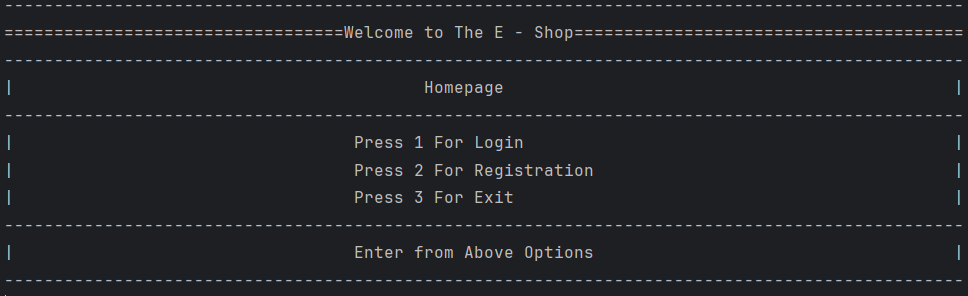 ------------------------------------------------------------------------------------------------
==================================Welcome to The E - Shop=======================================
------------------------------------------------------------------------------------------------
|                                         Homepage                                             |
------------------------------------------------------------------------------------------------
|                                  Press 1 For Login                                           |
|                                  Press 2 For Registration                                    |
|                                  Press 3 For Exit                                            |
------------------------------------------------------------------------------------------------
|                                  Enter from Above Options                                    |
------------------------------------------------------------------------------------------------